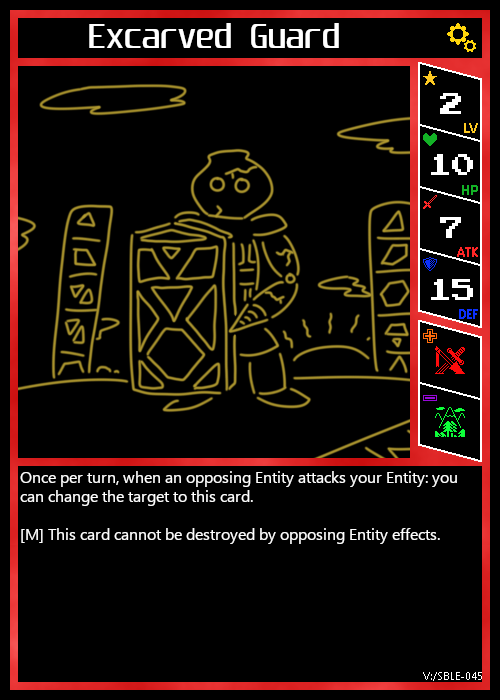 Excarved Guard
2
LV
10
HP
7
ATK
15
DEF
Once per turn, when an opposing Entity attacks your Entity: you
can change the target to this card.
[M] This card cannot be destroyed by opposing Entity effects.
V:/SBLE-045